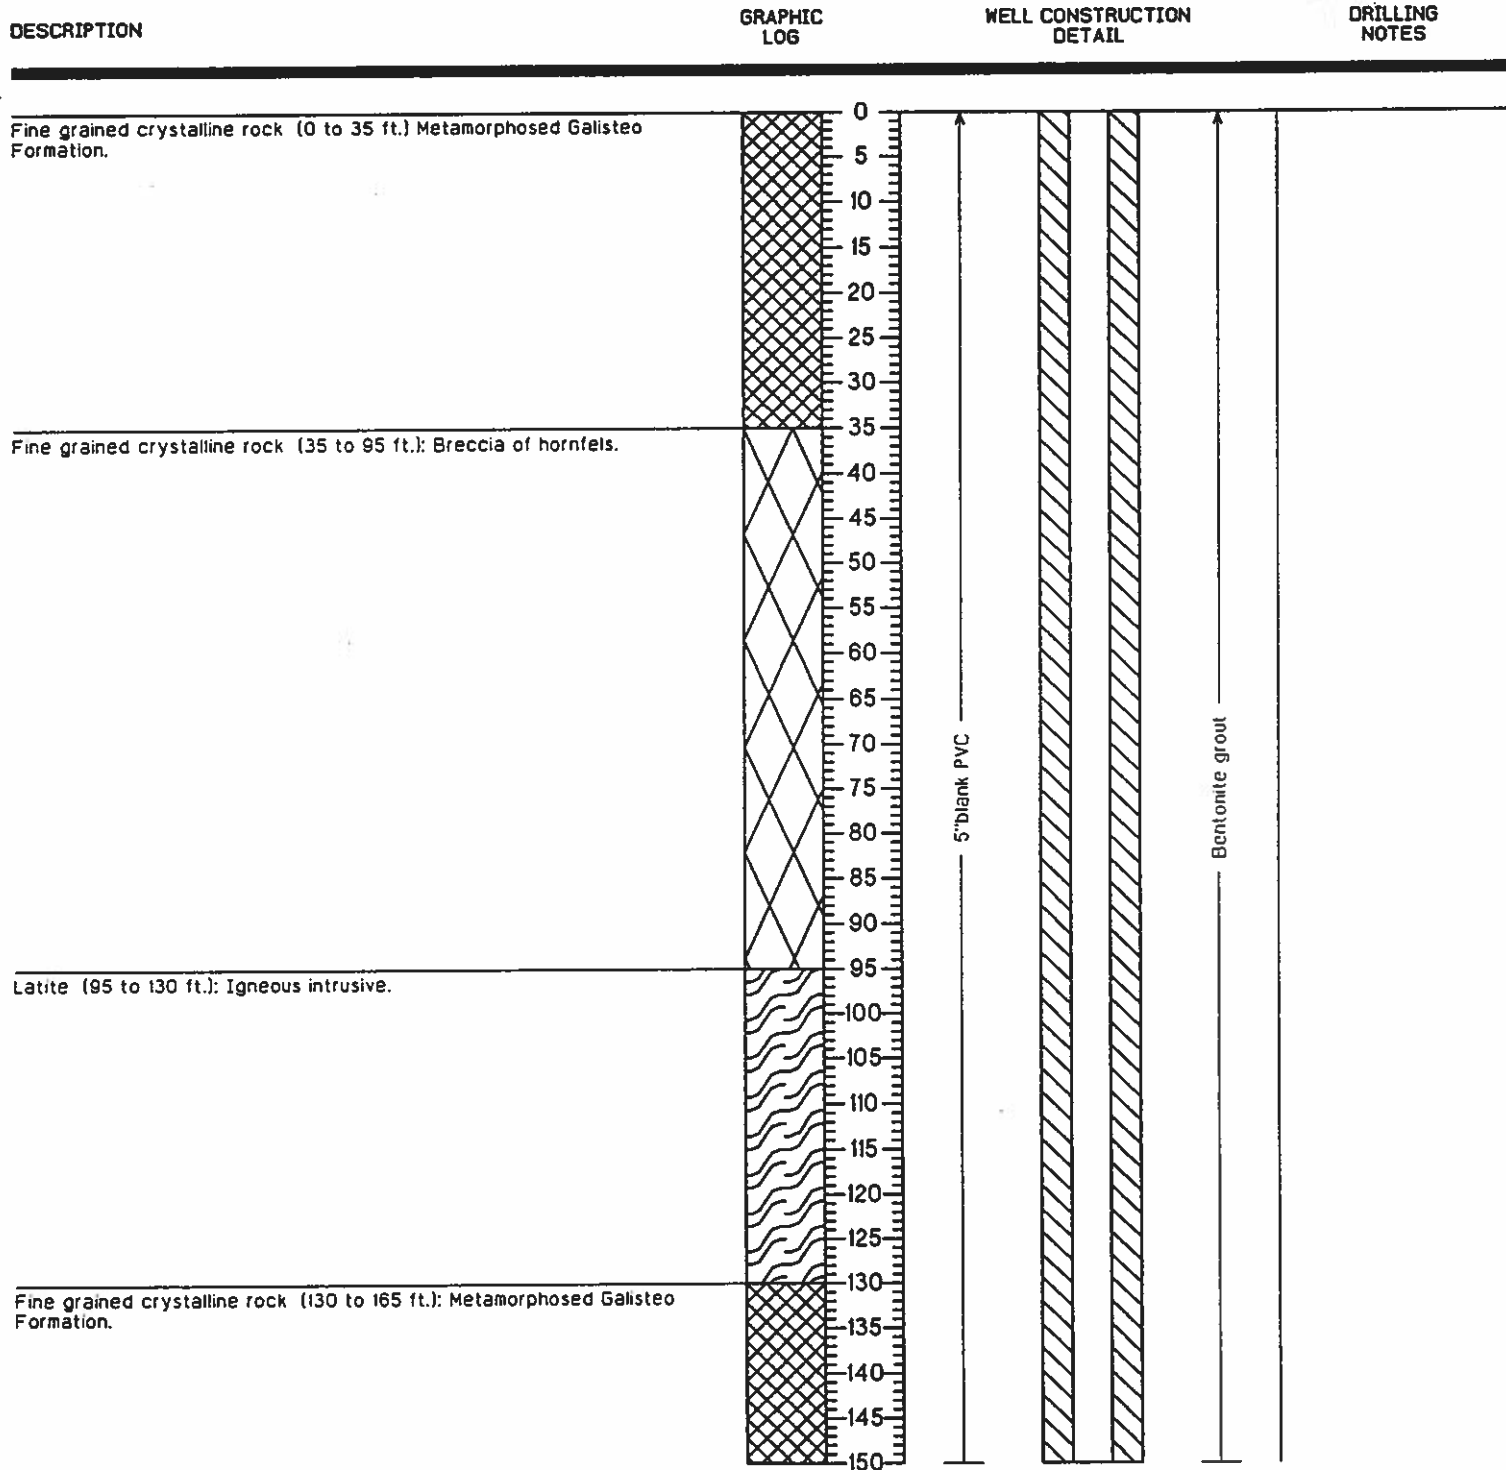 DESCRIPTION
GRAPHIC
LOG
WELL CONSTRUCTION
DETAIL
DRILLING
NOTES
Fine grained crystalline rock (0 to 35 ft.) Metamorphosed Galisteo
Formation.
Fine grained crystalline rock (35 to 95 ft.): Breccia of hornfels.
Latite (95 to 130 ft.): Igneous intrusive.
Fine grained crystalline rock (130 to 165 ft.): Metamorphosed Galisteo
Formation.
0
5
10
15
20
25
30
35
40
45
50
55
60
65
70
75
80
85
90
95
100
105
110
115
120
125
130
135
140
145
150
5"blank PVC
Bentonite grout